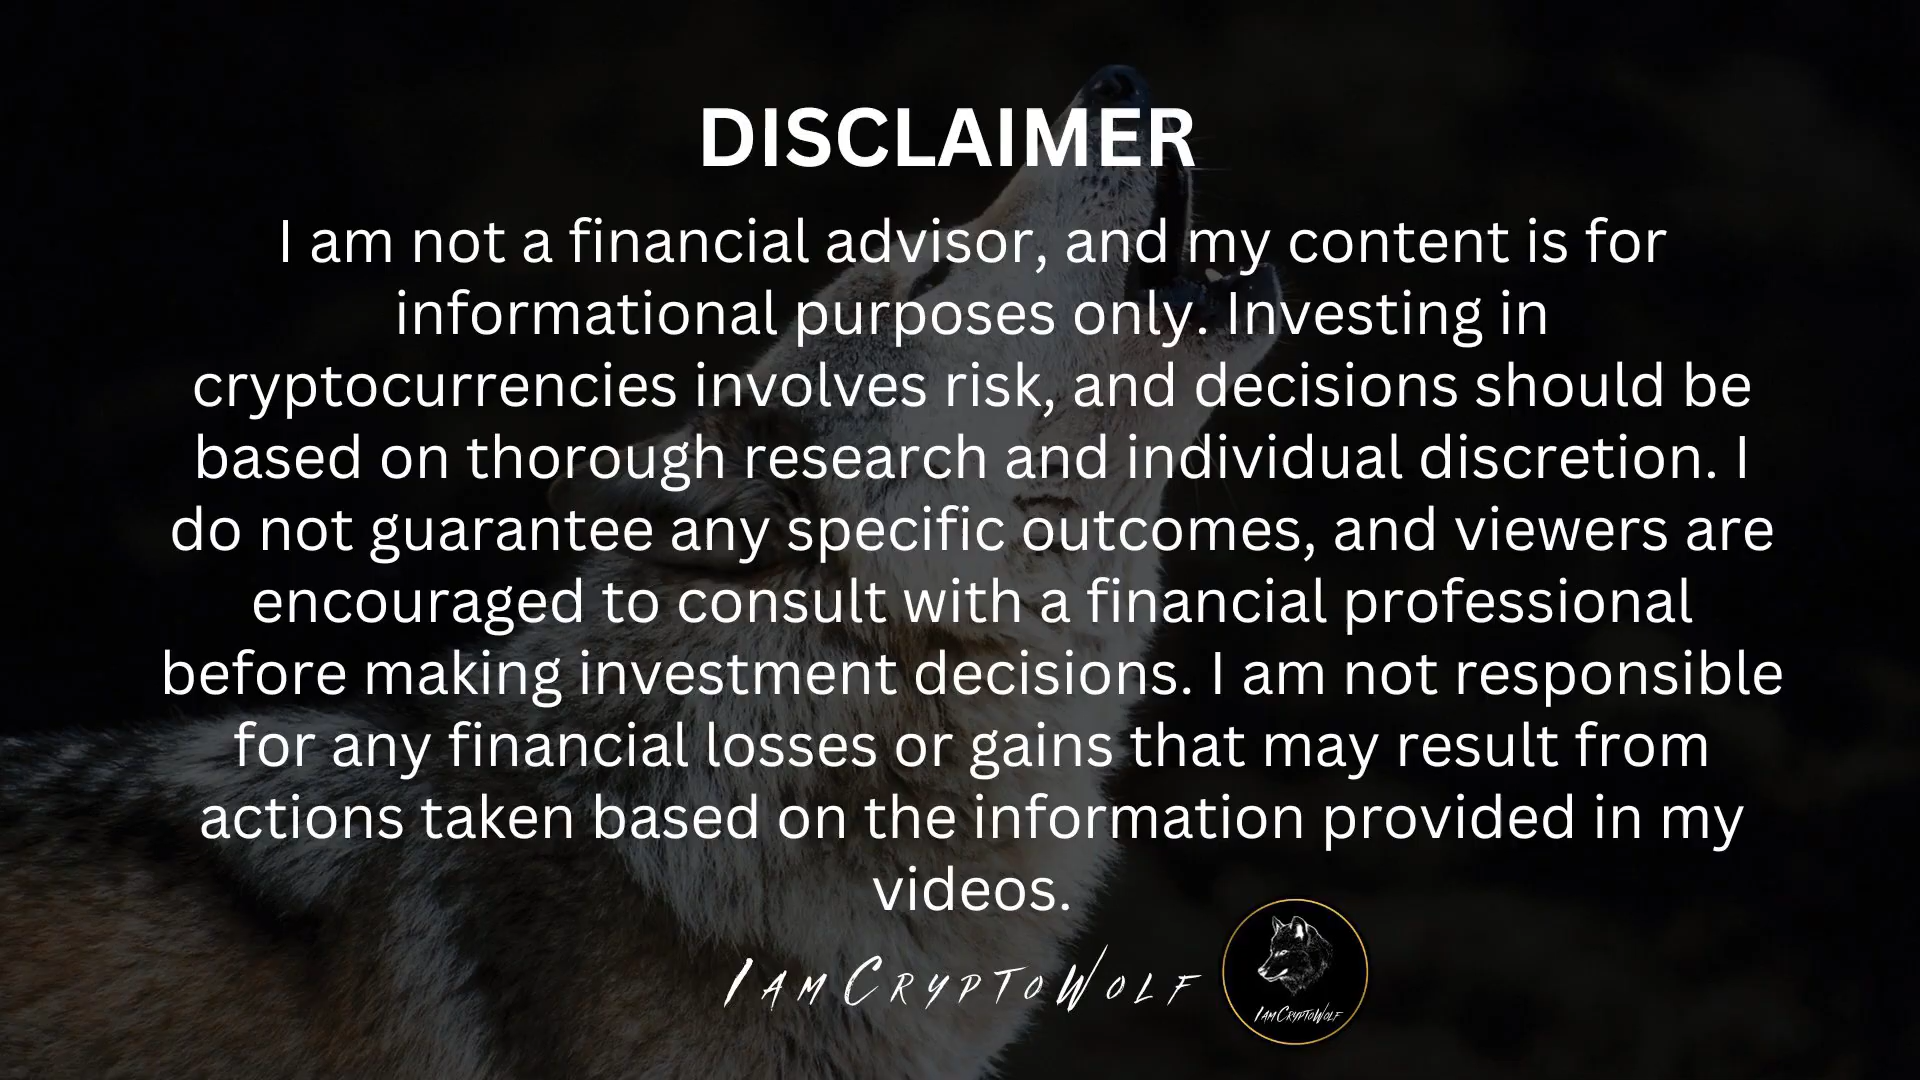 DISCLAIMER
I am not a financial advisor, and my content is for
informational purposes only. Investing in
cryptocurrencies involves risk, and decisions should be
based on thorough research and individual discretion. I
do not guarantee any specific outcomes, and viewers are
encouraged to consult with a financial professional
before making investment decisions. I am not responsible
for any financial losses or gains that may result from
actions taken based on the information provided in my
videos.
IAMCRYPTOWOLF
IAMCRYPTOWOLF